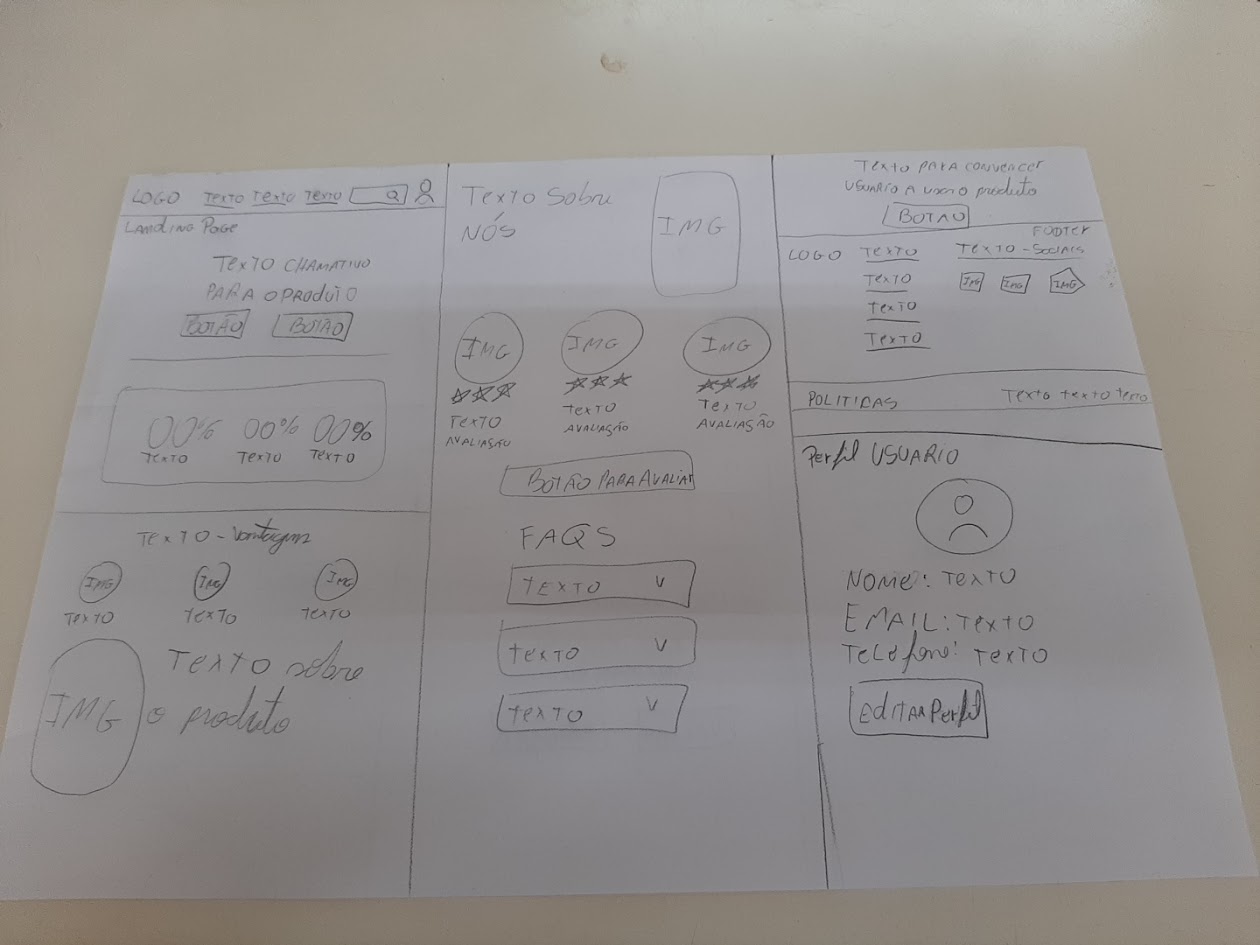 LOGO TEXTO TEXTO TEXTO
LANDING PAGE
TEXTO CHAMATIVO
PARA O PRODUTO
BOTÃO BOTÃO
00% 00% 00%
TEXTO TEXTO TEXTO
TEXTO - Vantagem
IMG IMG IMG
TEXTO TEXTO TEXTO
IMG
TEXTO sobre
o produto
Texto Sobre
NÓS
IMG
IMG IMG IMG
TEXTO TEXTO TEXTO
AVALIAÇÃO AVALIAÇÃO AVALIAÇÃO
BOTÃO PARA AVALIAR
FAQS
TEXTO V
TEXTO V
TEXTO V
Texto PARA convencer
USUARIO A USAR O produto
BOTAO
FOOTER
LOGO TEXTO TEXTO - SOCIAIS
TEXTO IMG IMG IMG
TEXTO
TEXTO
POLITICAS Texto texto texto
Perfil USUARIO
NOME: TEXTO
EMAIL: TEXTO
Telefone: TEXTO
EDITAR Perfil